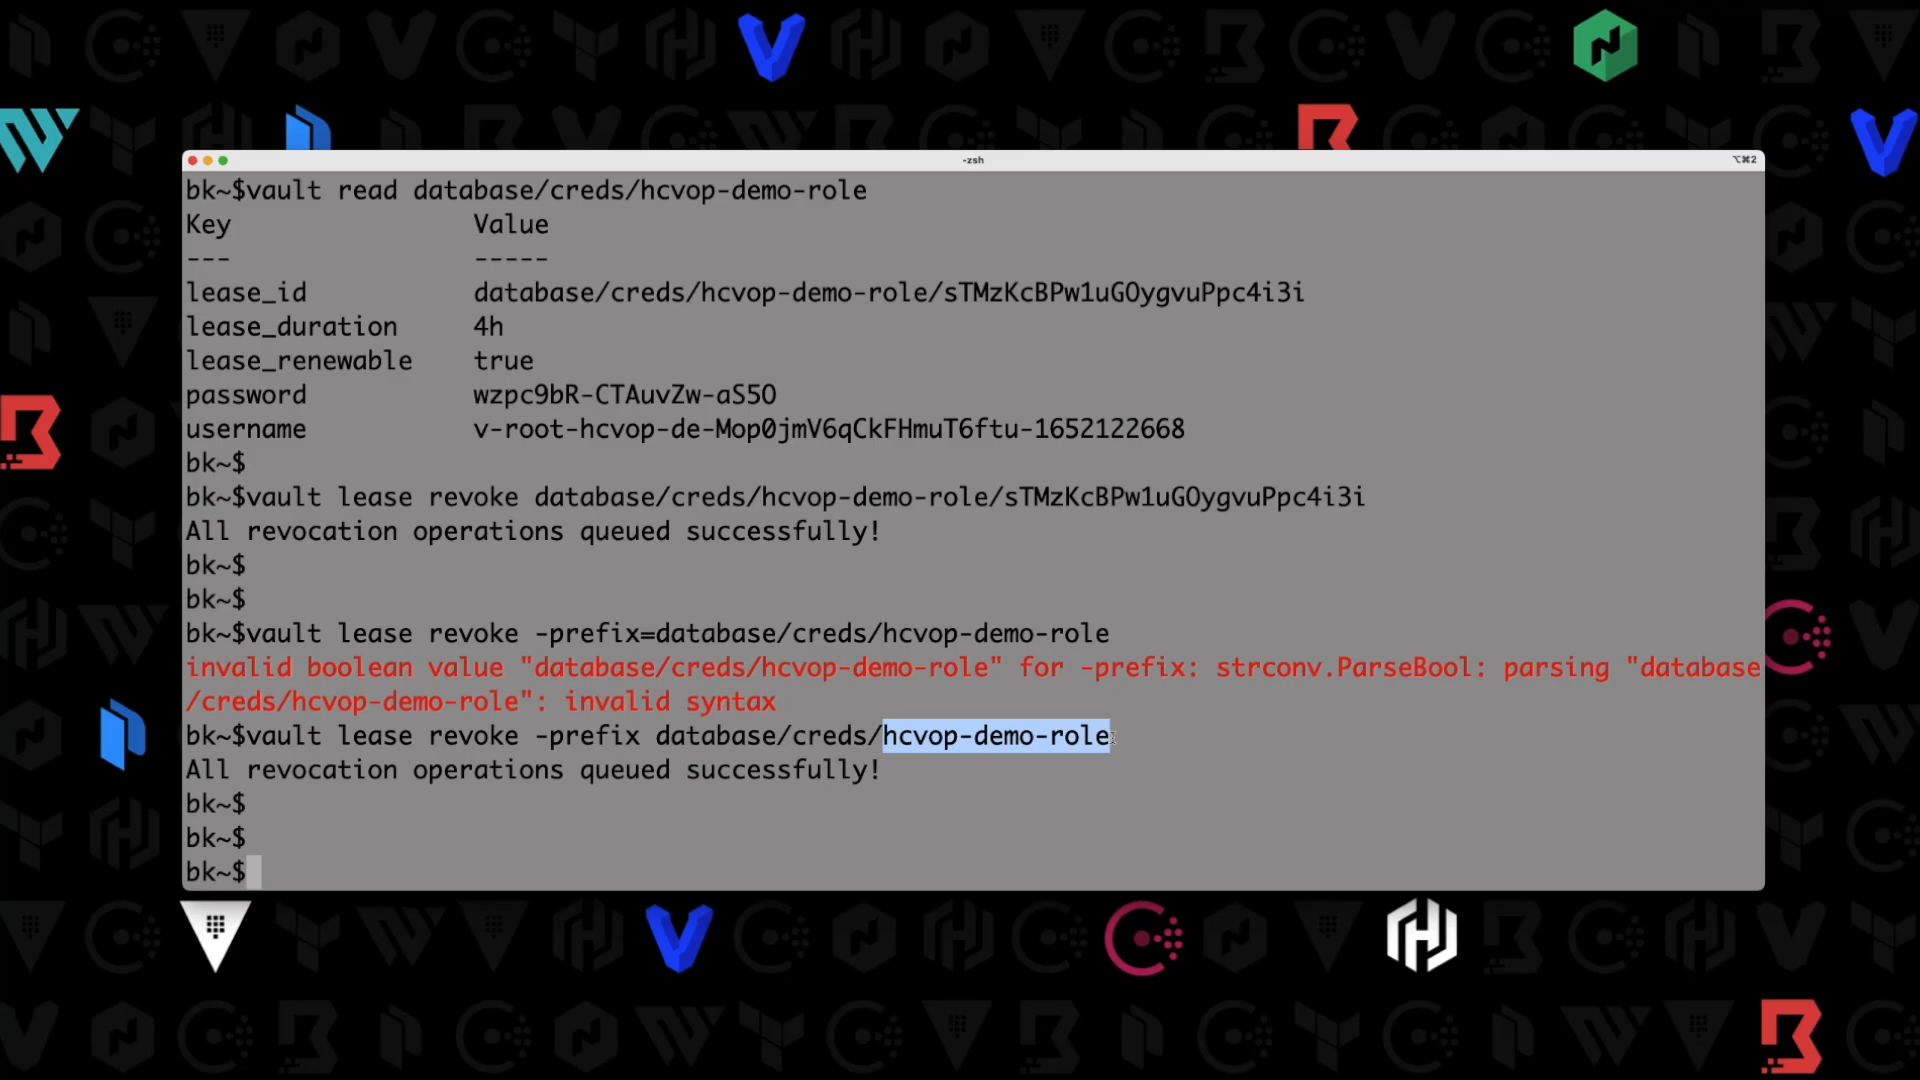 -zsh
⌥⌘2
bk~$vault read database/creds/hcvop-demo-role
Key                Value
---                -----
lease_id           database/creds/hcvop-demo-role/sTMzKcBPw1uGOygvuPpc4i3i
lease_duration     4h
lease_renewable    true
password           wzpc9bR-CTAuvZw-aS5O
username           v-root-hcvop-de-Mop0jmV6qCkFHmuT6ftu-1652122668
bk~$
bk~$vault lease revoke database/creds/hcvop-demo-role/sTMzKcBPw1uGOygvuPpc4i3i
All revocation operations queued successfully!
bk~$
bk~$
bk~$vault lease revoke -prefix=database/creds/hcvop-demo-role
invalid boolean value "database/creds/hcvop-demo-role" for -prefix: strconv.ParseBool: parsing "database
/creds/hcvop-demo-role": invalid syntax
bk~$vault lease revoke -prefix database/creds/hcvop-demo-role
All revocation operations queued successfully!
bk~$
bk~$
bk~$